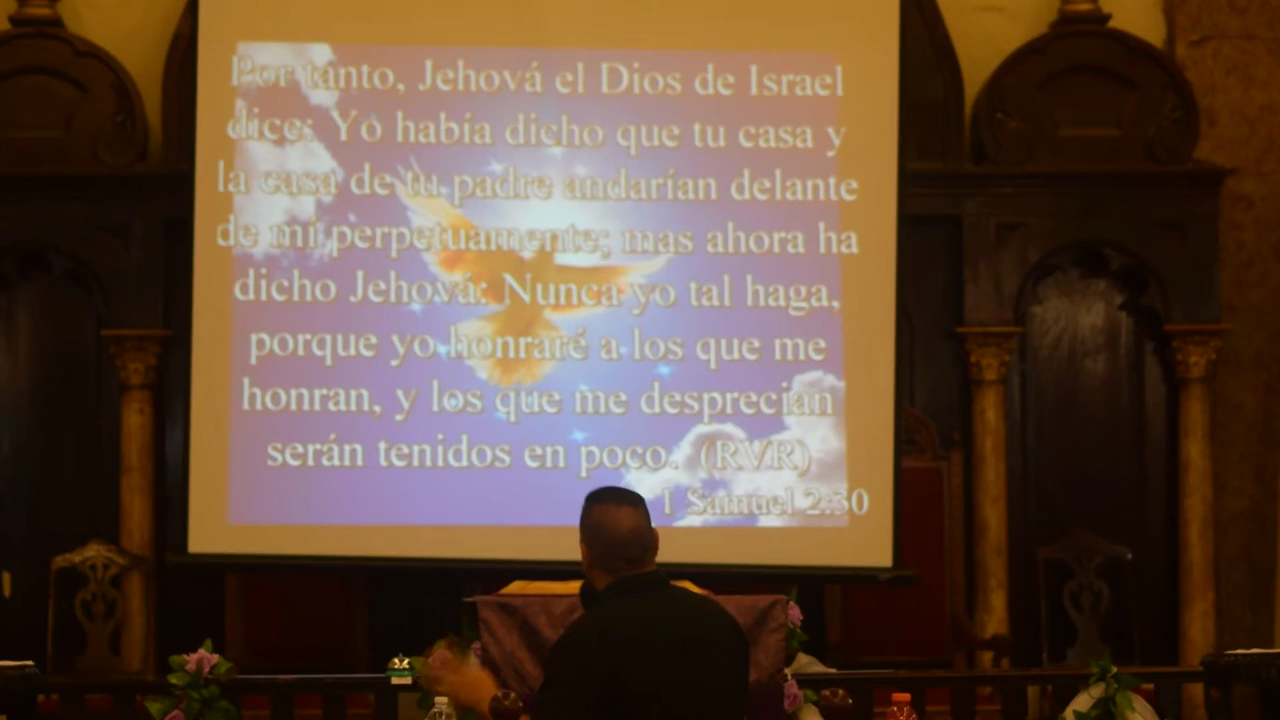 Por tanto, Jehová el Dios de Israel
dice: Yo había dicho que tu casa y
la casa de tu padre andarían delante
de mí perpetuamente; mas ahora ha
dicho Jehová: Nunca yo tal haga,
porque yo honraré a los que me
honran, y los que me desprecian
serán tenidos en poco. (RVR)
I Samuel 2:30